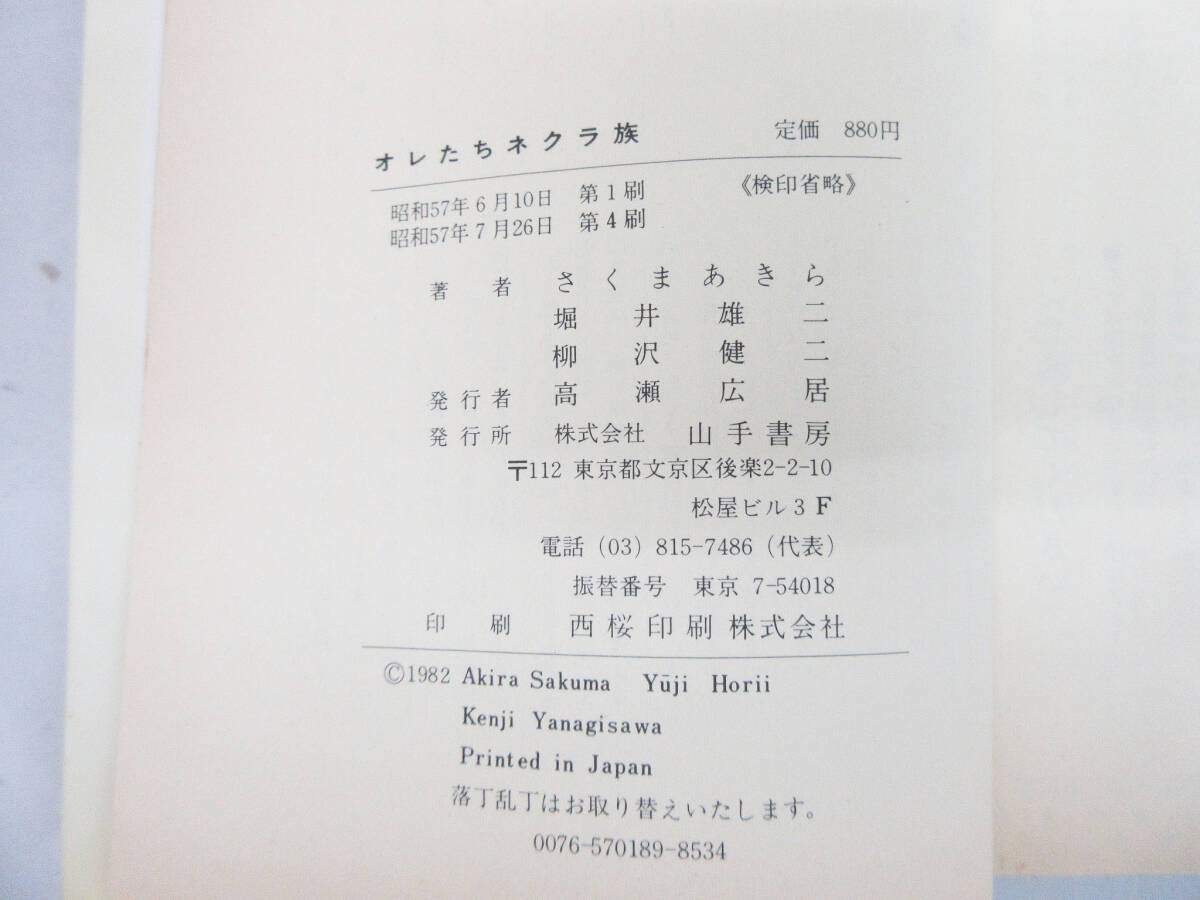 オレたちネクラ族　定価　880円
昭和57年6月10日　第1刷　《検印省略》
昭和57年7月26日　第4刷
著者　さくまあきら
堀井雄二
柳沢健二
発行者　高瀬広居
発行所　株式会社　山手書房
〒112 東京都文京区後楽2-2-10
松屋ビル3F
電話（03）815-7486（代表）
振替番号　東京 7-54018
印刷　西桜印刷株式会社
©1982 Akira Sakuma　Yūji Horii
Kenji Yanagisawa
Printed in Japan
落丁乱丁はお取り替えいたします。
0076-570189-8534